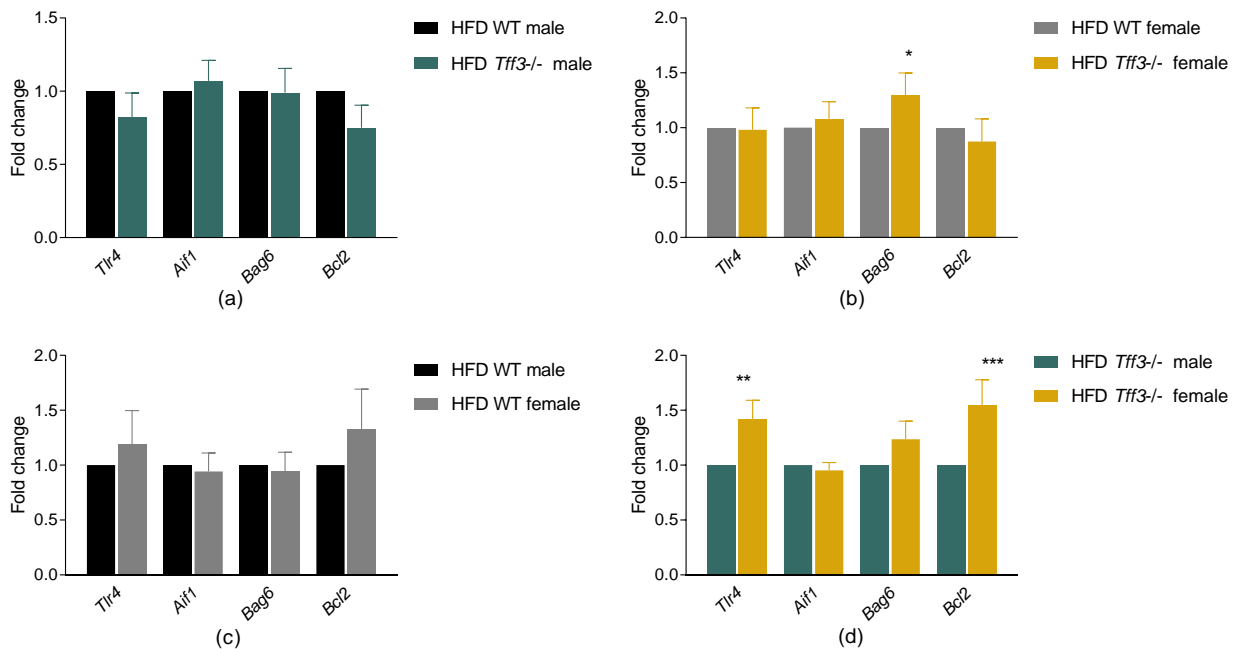 1.5
1.0
0.5
0.0
Fold change
Tlr4
Aif1
Bag6
Bcl2
HFD WT male
HFD Tff3-/- male
(a)
2.0
1.5
1.0
0.5
0.0
Fold change
*
Tlr4
Aif1
Bag6
Bcl2
HFD WT female
HFD Tff3-/- female
(b)
2.0
1.5
1.0
0.5
0.0
Fold change
Tlr4
Aif1
Bag6
Bcl2
HFD WT male
HFD WT female
(c)
2.0
1.5
1.0
0.5
0.0
Fold change
**
***
Tlr4
Aif1
Bag6
Bcl2
HFD Tff3-/- male
HFD Tff3-/- female
(d)